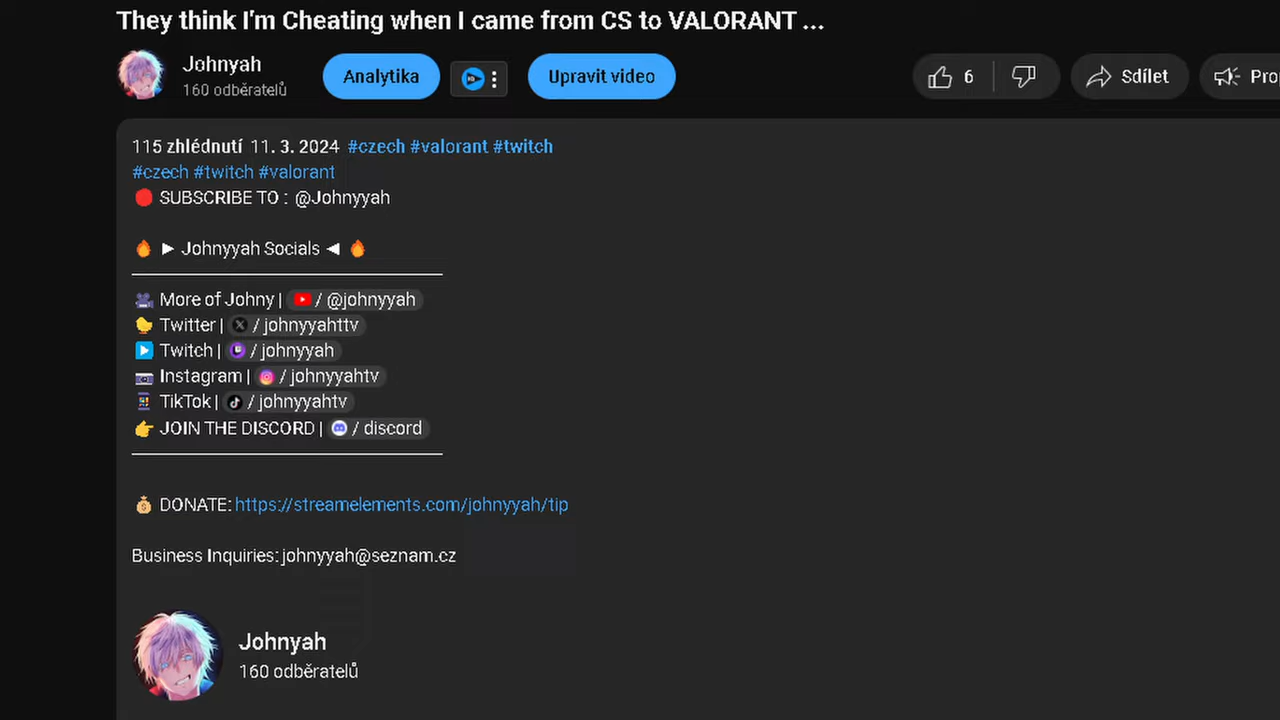 They think I'm Cheating when I came from CS to VALORANT ...
Johnyah
160 odběratelů
Analytika
Upravit video
6
Sdílet
115 zhlédnutí 11. 3. 2024 #czech #valorant #twitch
#czech #twitch #valorant
SUBSCRIBE TO : @Johnyyah
► Johnyyah Socials ◄
More of Johny | / @johnyyah
Twitter | / johnyyahttv
Twitch | / johnyyah
Instagram | / johnyyahtv
TikTok | / johnyyahtv
JOIN THE DISCORD | / discord
DONATE: https://streamelements.com/johnyyah/tip
Business Inquiries: johnyyah@seznam.cz
Johnyah
160 odběratelů